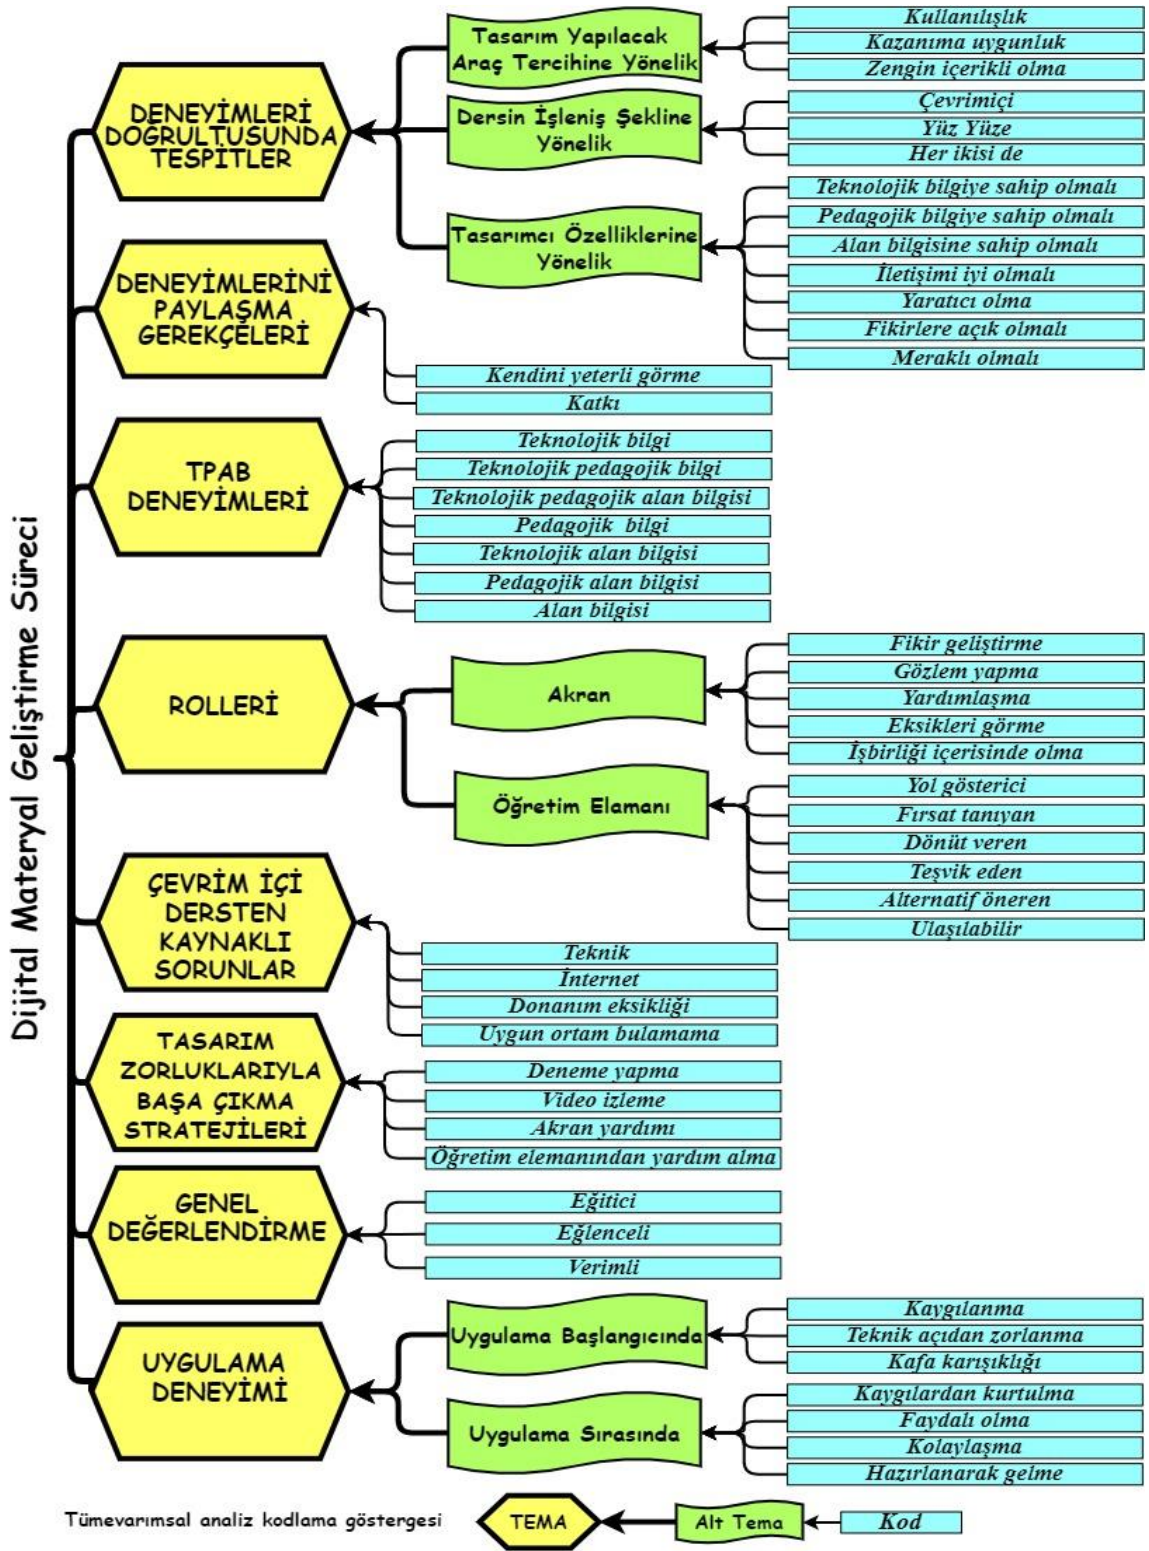 Dijital Materyal Geliştirme Süreci
DENEYİMLERİ
DOĞRULTUSUNDA
TESPİTLER
Tasarım Yapılacak
Araç Tercihine Yönelik
Kullanılışlık
Kazanıma uygunluk
Zengin içerikli olma
Dersin İşleniş Şekline
Yönelik
Çevrimiçi
Yüz Yüze
Her ikisi de
Tasarımcı Özelliklerine
Yönelik
Teknolojik bilgiye sahip olmalı
Pedagojik bilgiye sahip olmalı
Alan bilgisine sahip olmalı
İletişimi iyi olmalı
Yaratıcı olma
Fikirlere açık olmalı
Meraklı olmalı
DENEYİMLERİNİ
PAYLAŞMA
GEREKÇELERİ
Kendini yeterli görme
Katkı
TPAB
DENEYİMLERİ
Teknolojik bilgi
Teknolojik pedagojik bilgi
Teknolojik pedagojik alan bilgisi
Pedagojik bilgi
Teknolojik alan bilgisi
Pedagojik alan bilgisi
Alan bilgisi
ROLLERİ
Akran
Fikir geliştirme
Gözlem yapma
Yardımlaşma
Eksikleri görme
İşbirliği içerisinde olma
Öğretim Elamanı
Yol gösterici
Fırsat tanıyan
Dönüt veren
Teşvik eden
Alternatif öneren
Ulaşılabilir
ÇEVRİM İÇİ
DERSTEN
KAYNAKLI
SORUNLAR
Teknik
İnternet
Donanım eksikliği
Uygun ortam bulamama
TASARIM
ZORLUKLARIYLA
BAŞA ÇIKMA
STRATEJİLERİ
Deneme yapma
Video izleme
Akran yardımı
Öğretim elemanından yardım alma
GENEL
DEĞERLENDİRME
Eğitici
Eğlenceli
Verimli
UYGULAMA
DENEYİMİ
Uygulama Başlangıcında
Kaygılanma
Teknik açıdan zorlanma
Kafa karışıklığı
Uygulama Sırasında
Kaygılardan kurtulma
Faydalı olma
Kolaylaşma
Hazırlanarak gelme
Tümevarımsal analiz kodlama göstergesi
TEMA
Alt Tema
Kod